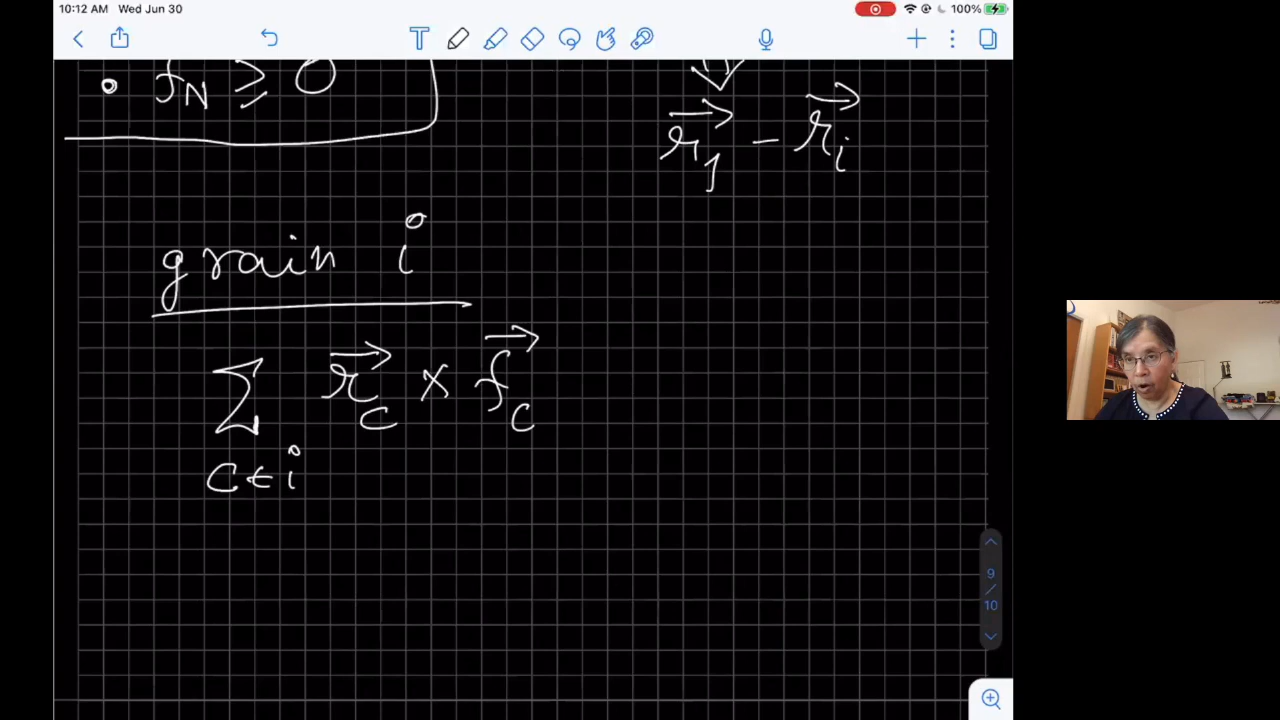 10:12 AM Wed Jun 30
100%
T
• f_N ≥ 0
r⃗_1 - r⃗_i
grain i
∑ r⃗_c × f⃗_c
c ∈ i
9
/
10